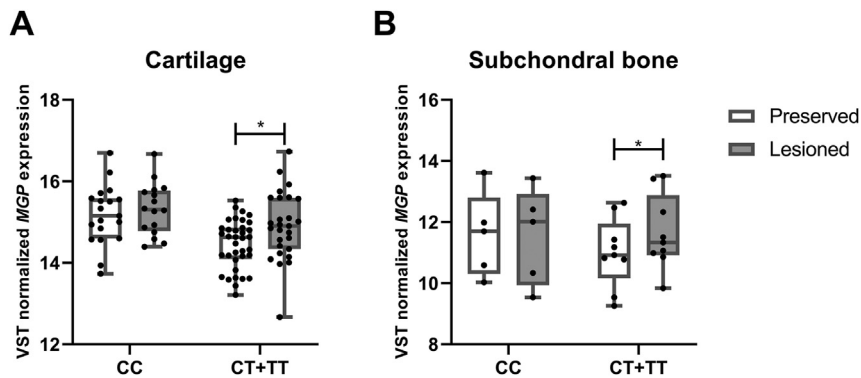 A
Cartilage
VST normalized MGP expression
18
16
14
12
*
CC
CT+TT
B
Subchondral bone
VST normalized MGP expression
16
14
12
10
8
*
CC
CT+TT
Preserved
Lesioned